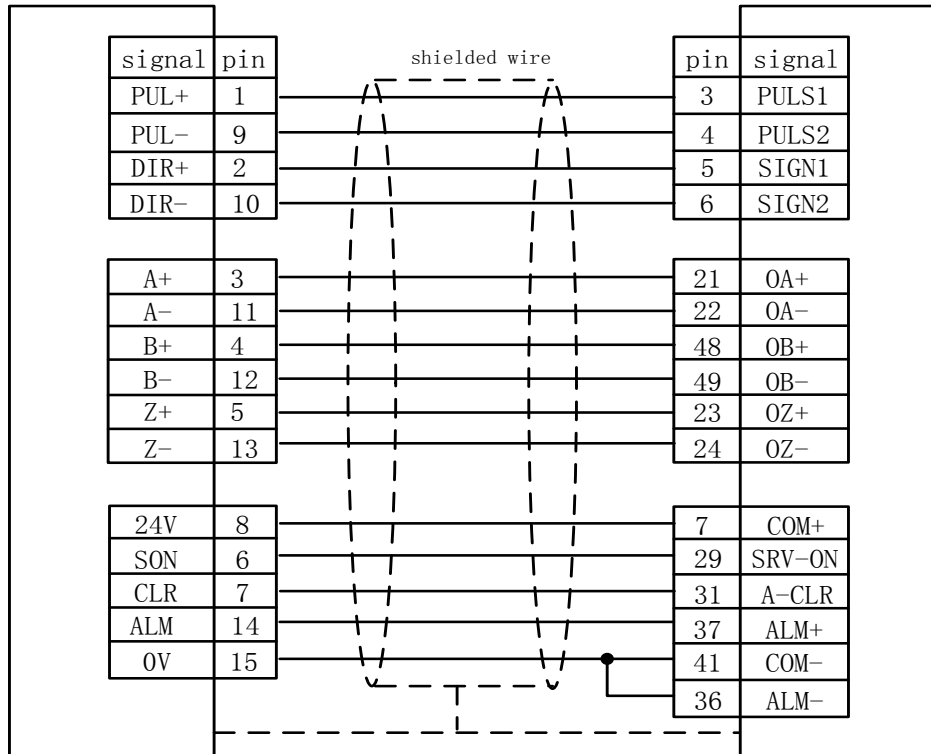 shielded wire
signal pin pin signal
PUL+ 1 3 PULS1
PUL- 9 4 PULS2
DIR+ 2 5 SIGN1
DIR- 10 6 SIGN2
A+ 3 21 OA+
A- 11 22 OA-
B+ 4 48 OB+
B- 12 49 OB-
Z+ 5 23 OZ+
Z- 13 24 OZ-
24V 8 7 COM+
SON 6 29 SRV-ON
CLR 7 31 A-CLR
ALM 14 37 ALM+
0V 15 41 COM-
36 ALM-